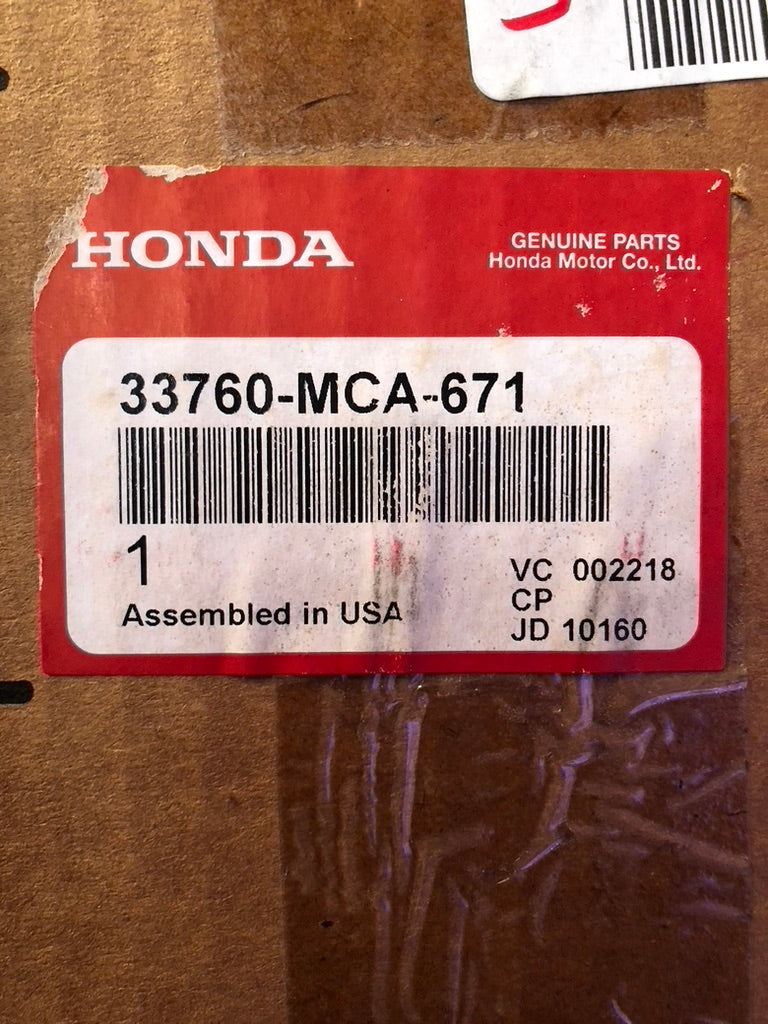 HONDA
GENUINE PARTS
Honda Motor Co., Ltd.
33760-MCA-671
1
Assembled in USA
VC 002218
CP
JD 10160